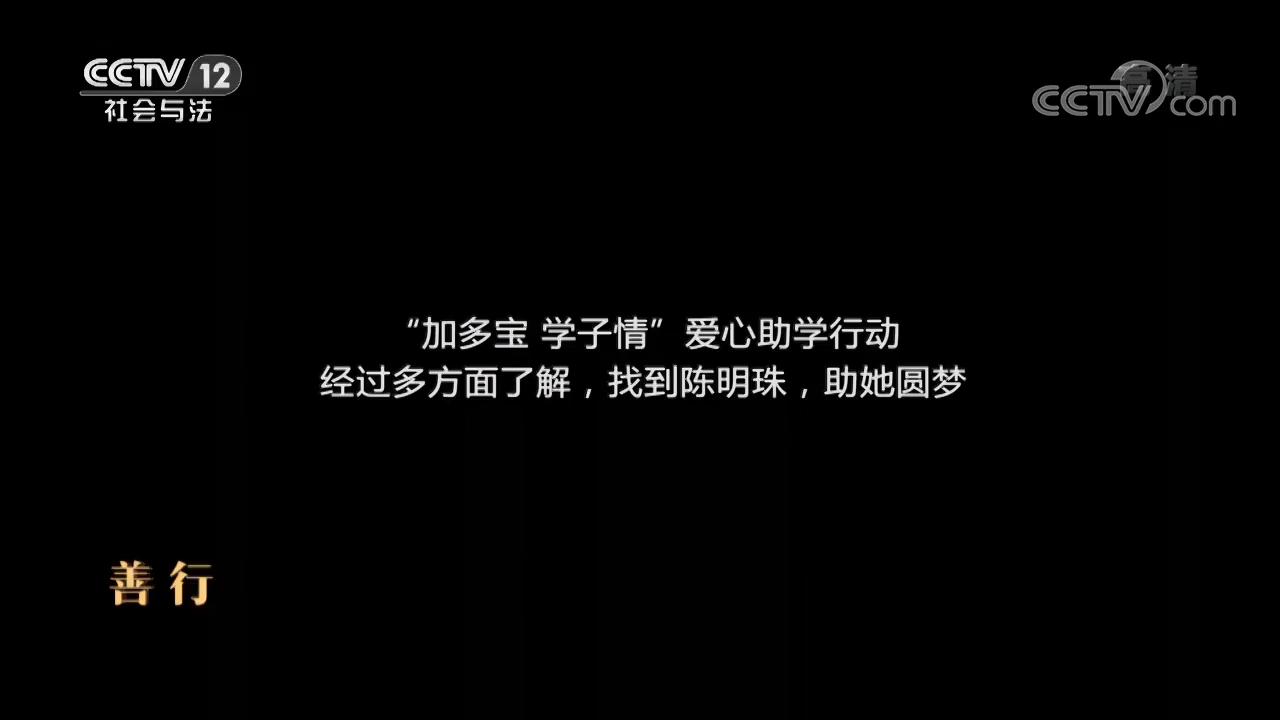 CCTV 12
社会与法
高清
CCTV.com
“加多宝 学子情”爱心助学行动
经过多方面了解，找到陈明珠，助她圆梦
善行